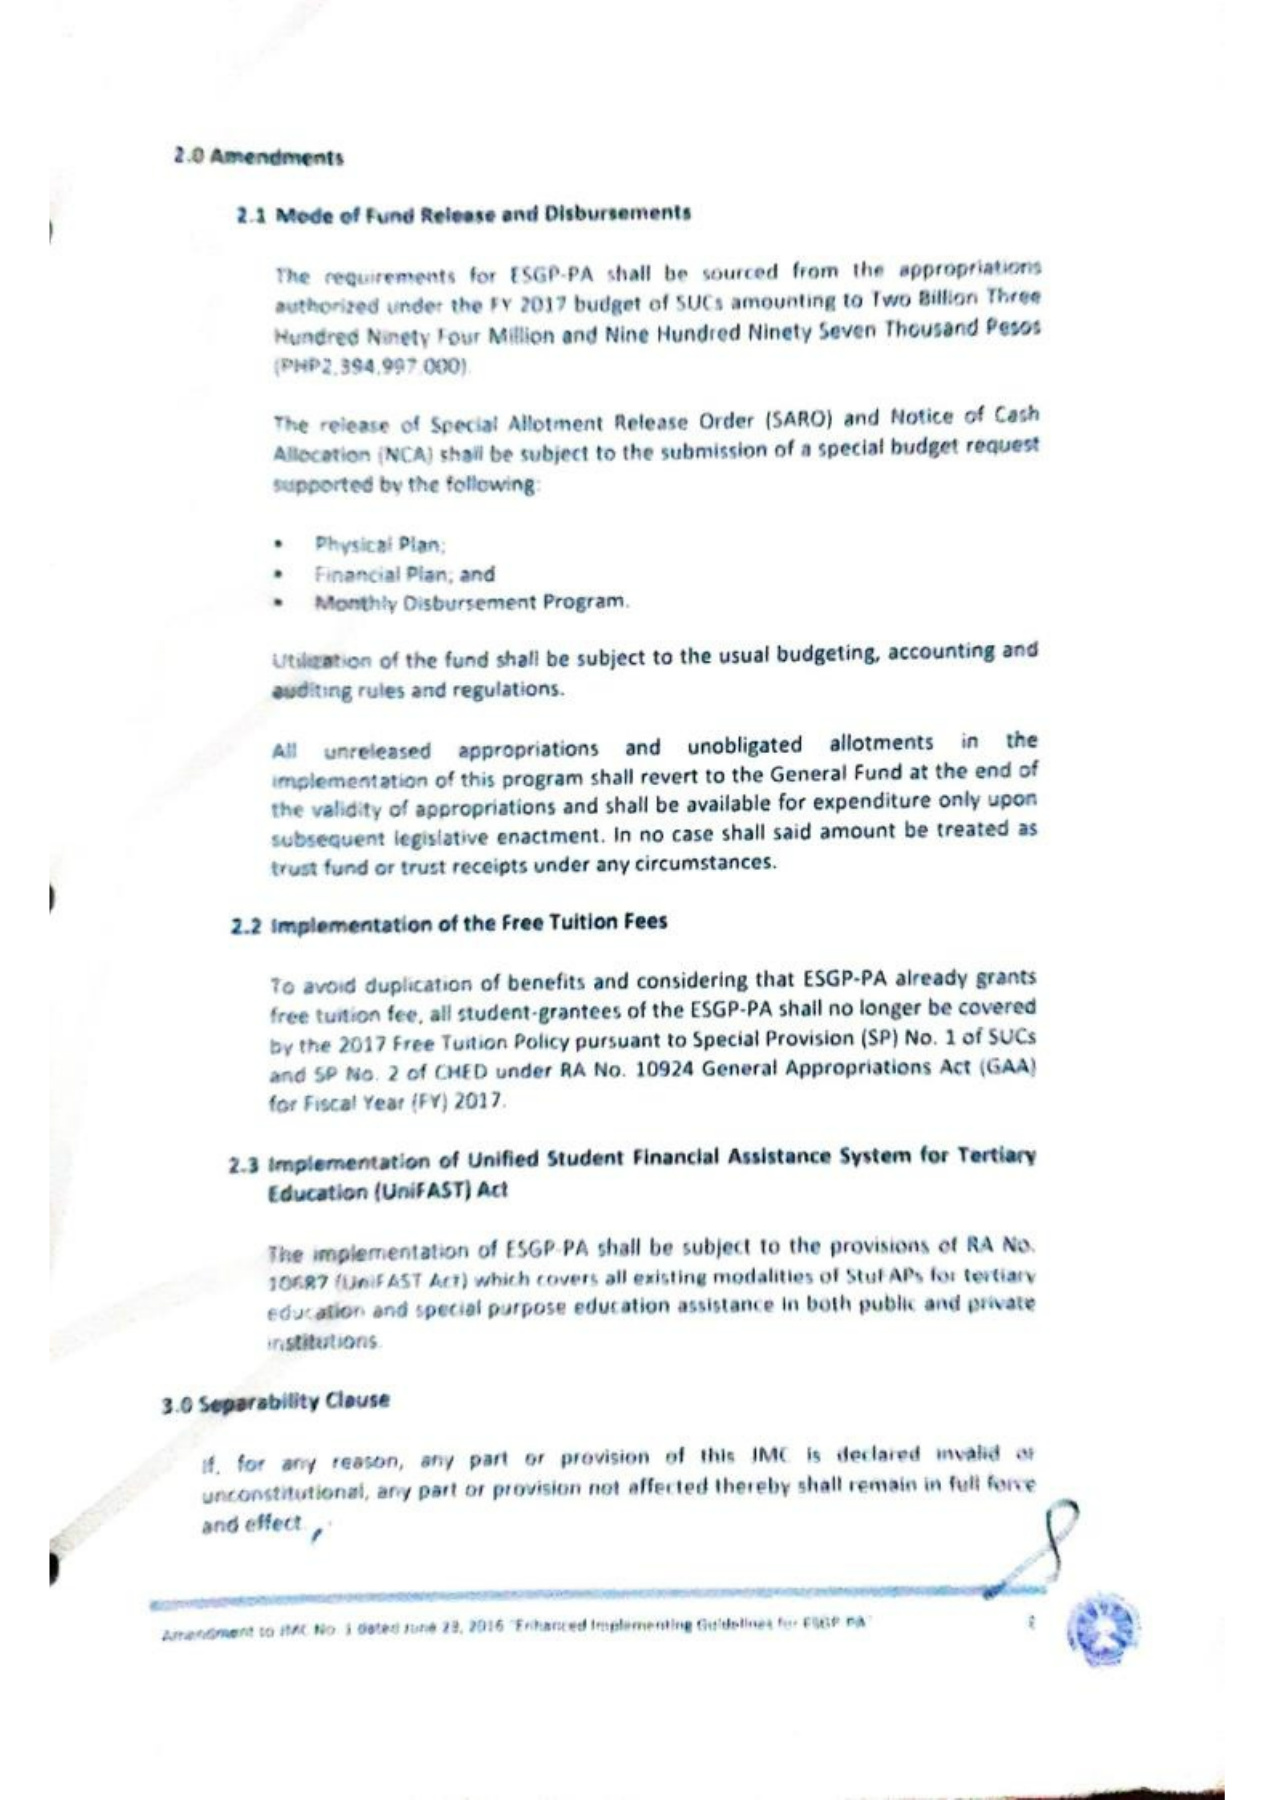 2.0 Amendments
2.1 Mode of Fund Release and Disbursements
The requirements for ESGP-PA shall be sourced from the appropriations
authorized under the FY 2017 budget of SUCs amounting to Two Billion Three
Hundred Ninety Four Million and Nine Hundred Ninety Seven Thousand Pesos
(PHP2,394,997,000).
The release of Special Allotment Release Order (SARO) and Notice of Cash
Allocation (NCA) shall be subject to the submission of a special budget request
supported by the following:
• Physical Plan;
• Financial Plan; and
• Monthly Disbursement Program.
Utilization of the fund shall be subject to the usual budgeting, accounting and
auditing rules and regulations.
All unreleased appropriations and unobligated allotments in the
implementation of this program shall revert to the General Fund at the end of
the validity of appropriations and shall be available for expenditure only upon
subsequent legislative enactment. In no case shall said amount be treated as
trust fund or trust receipts under any circumstances.
2.2 Implementation of the Free Tuition Fees
To avoid duplication of benefits and considering that ESGP-PA already grants
free tuition fee, all student-grantees of the ESGP-PA shall no longer be covered
by the 2017 Free Tuition Policy pursuant to Special Provision (SP) No. 1 of SUCs
and SP No. 2 of CHED under RA No. 10924 General Appropriations Act (GAA)
for Fiscal Year (FY) 2017.
2.3 Implementation of Unified Student Financial Assistance System for Tertiary
Education (UniFAST) Act
The implementation of ESGP-PA shall be subject to the provisions of RA No.
10687 (UniFAST Act) which covers all existing modalities of StuFAPs for tertiary
education and special purpose education assistance in both public and private
institutions.
3.0 Separability Clause
If, for any reason, any part or provision of this JMC is declared invalid or
unconstitutional, any part or provision not affected thereby shall remain in full force
and effect.
Amendment to JMC No. dated June 2016 "Enhanced Implementing Guidelines for ESGP-PA"